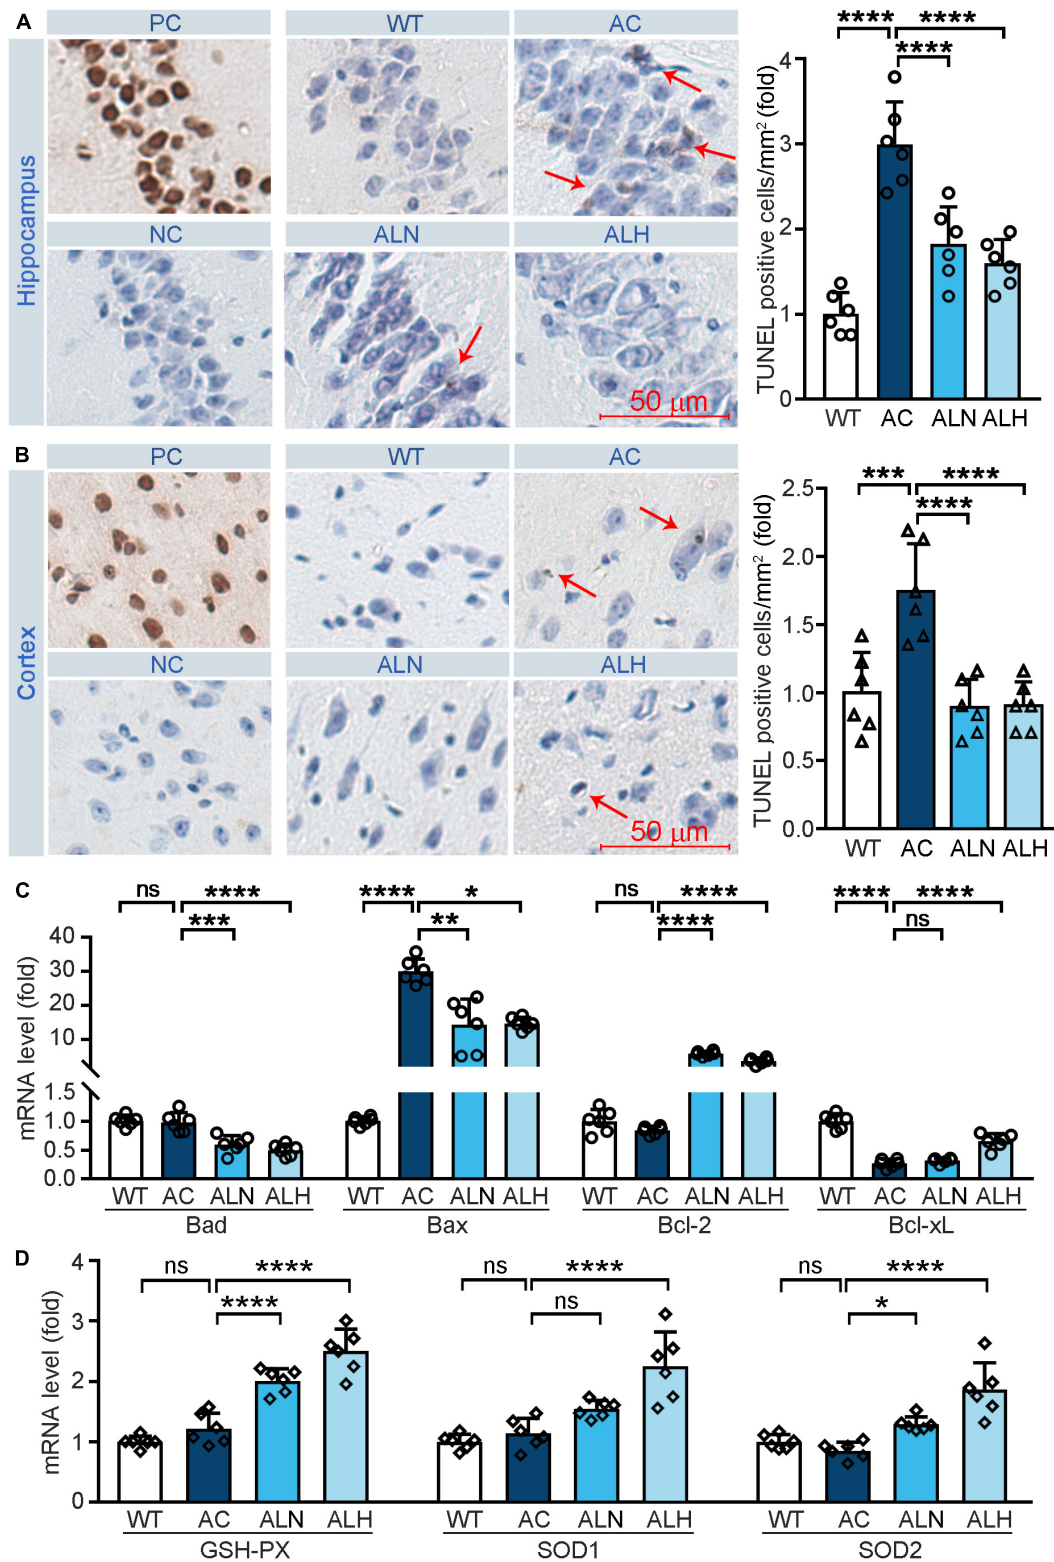 A
PC
WT
AC
Hippocampus
NC
ALN
ALH
50 μm
**** ****
****
TUNEL positive cells/mm² (fold)
4
3
2
1
0
WT AC ALN ALH
B
PC
WT
AC
Cortex
NC
ALN
ALH
50 μm
*** ****
****
TUNEL positive cells/mm² (fold)
2.5
2.0
1.5
1.0
0.5
0.0
WT AC ALN ALH
C
ns **** **** * ns **** **** ****
*** ** **** ns
mRNA level (fold)
40
30
20
10
1.5
1.0
0.5
0.0
WT AC ALN ALH WT AC ALN ALH WT AC ALN ALH WT AC ALN ALH
Bad Bax Bcl-2 Bcl-xL
D
ns **** ns **** ns ****
**** ns *
mRNA level (fold)
4
3
2
1
0
WT AC ALN ALH WT AC ALN ALH WT AC ALN ALH
GSH-PX SOD1 SOD2